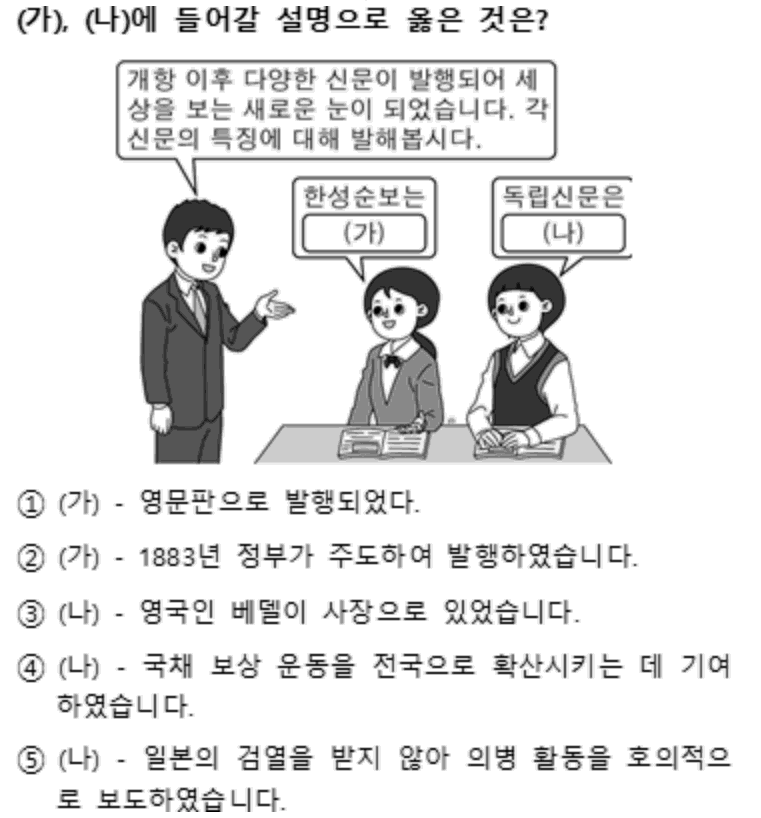 (가), (나)에 들어갈 설명으로 옳은 것은?
개항 이후 다양한 신문이 발행되어 세
상을 보는 새로운 눈이 되었습니다. 각
신문의 특징에 대해 발해봅시다.
한성순보는
(가)
독립신문은
(나)
① (가) - 영문판으로 발행되었다.
② (가) - 1883년 정부가 주도하여 발행하였습니다.
③ (나) - 영국인 베델이 사장으로 있었습니다.
④ (나) - 국채 보상 운동을 전국으로 확산시키는 데 기여
하였습니다.
⑤ (나) - 일본의 검열을 받지 않아 의병 활동을 호의적으
로 보도하였습니다.